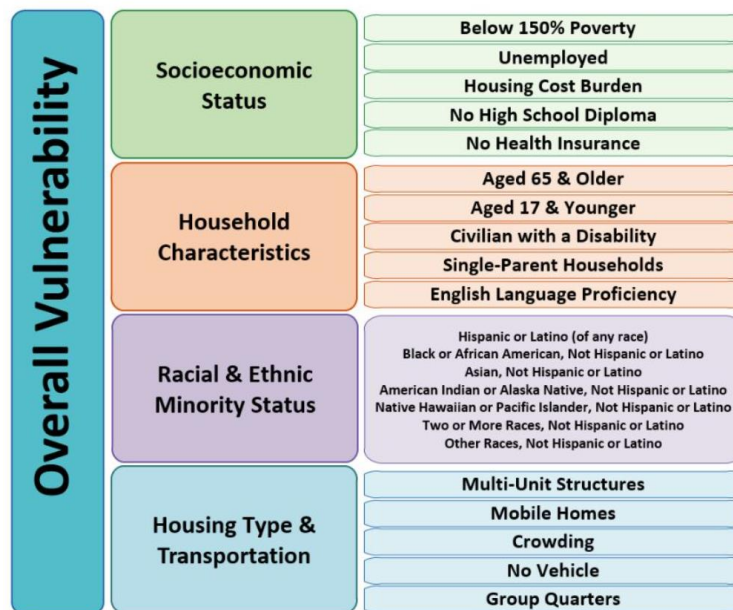 Overall Vulnerability
Socioeconomic
Status
Below 150% Poverty
Unemployed
Housing Cost Burden
No High School Diploma
No Health Insurance
Household
Characteristics
Aged 65 & Older
Aged 17 & Younger
Civilian with a Disability
Single-Parent Households
English Language Proficiency
Racial & Ethnic
Minority Status
Hispanic or Latino (of any race)
Black or African American, Not Hispanic or Latino
Asian, Not Hispanic or Latino
American Indian or Alaska Native, Not Hispanic or Latino
Native Hawaiian or Pacific Islander, Not Hispanic or Latino
Two or More Races, Not Hispanic or Latino
Other Races, Not Hispanic or Latino
Housing Type &
Transportation
Multi-Unit Structures
Mobile Homes
Crowding
No Vehicle
Group Quarters